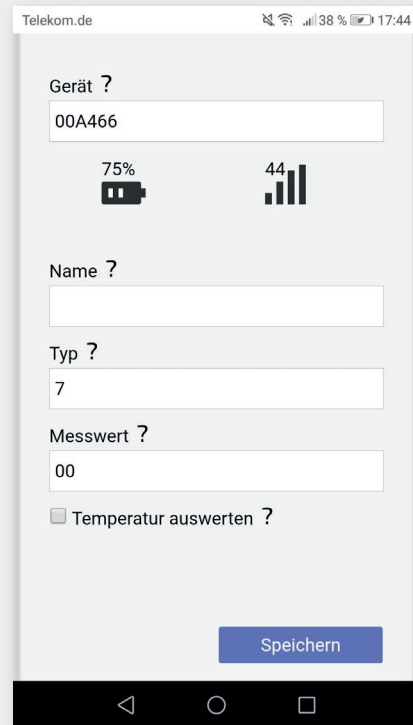 Telekom.de 38 % 17:44
Gerät ?
00A466
75% 44
Name ?
Typ ?
7
Messwert ?
00
Temperatur auswerten ?
Speichern